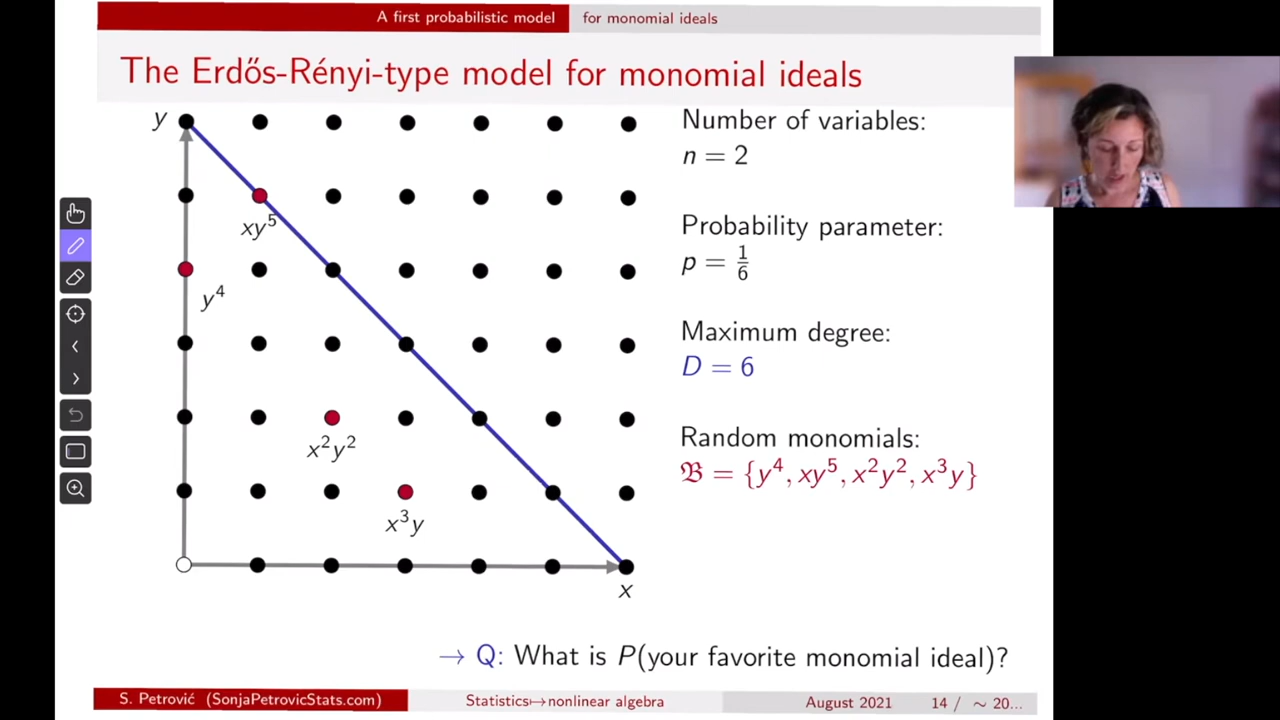 A first probabilistic model for monomial ideals
The Erdős-Rényi-type model for monomial ideals
y
xy⁵
y⁴
x²y²
x³y
x
Number of variables:
n = 2
Probability parameter:
p = 1/6
Maximum degree:
D = 6
Random monomials:
𝔅 = {y⁴, xy⁵, x²y², x³y}
→ Q: What is P(your favorite monomial ideal)?
S. Petrović (SonjaPetrovicStats.com) Statistics↦nonlinear algebra August 2021 14 / ∼ 20...